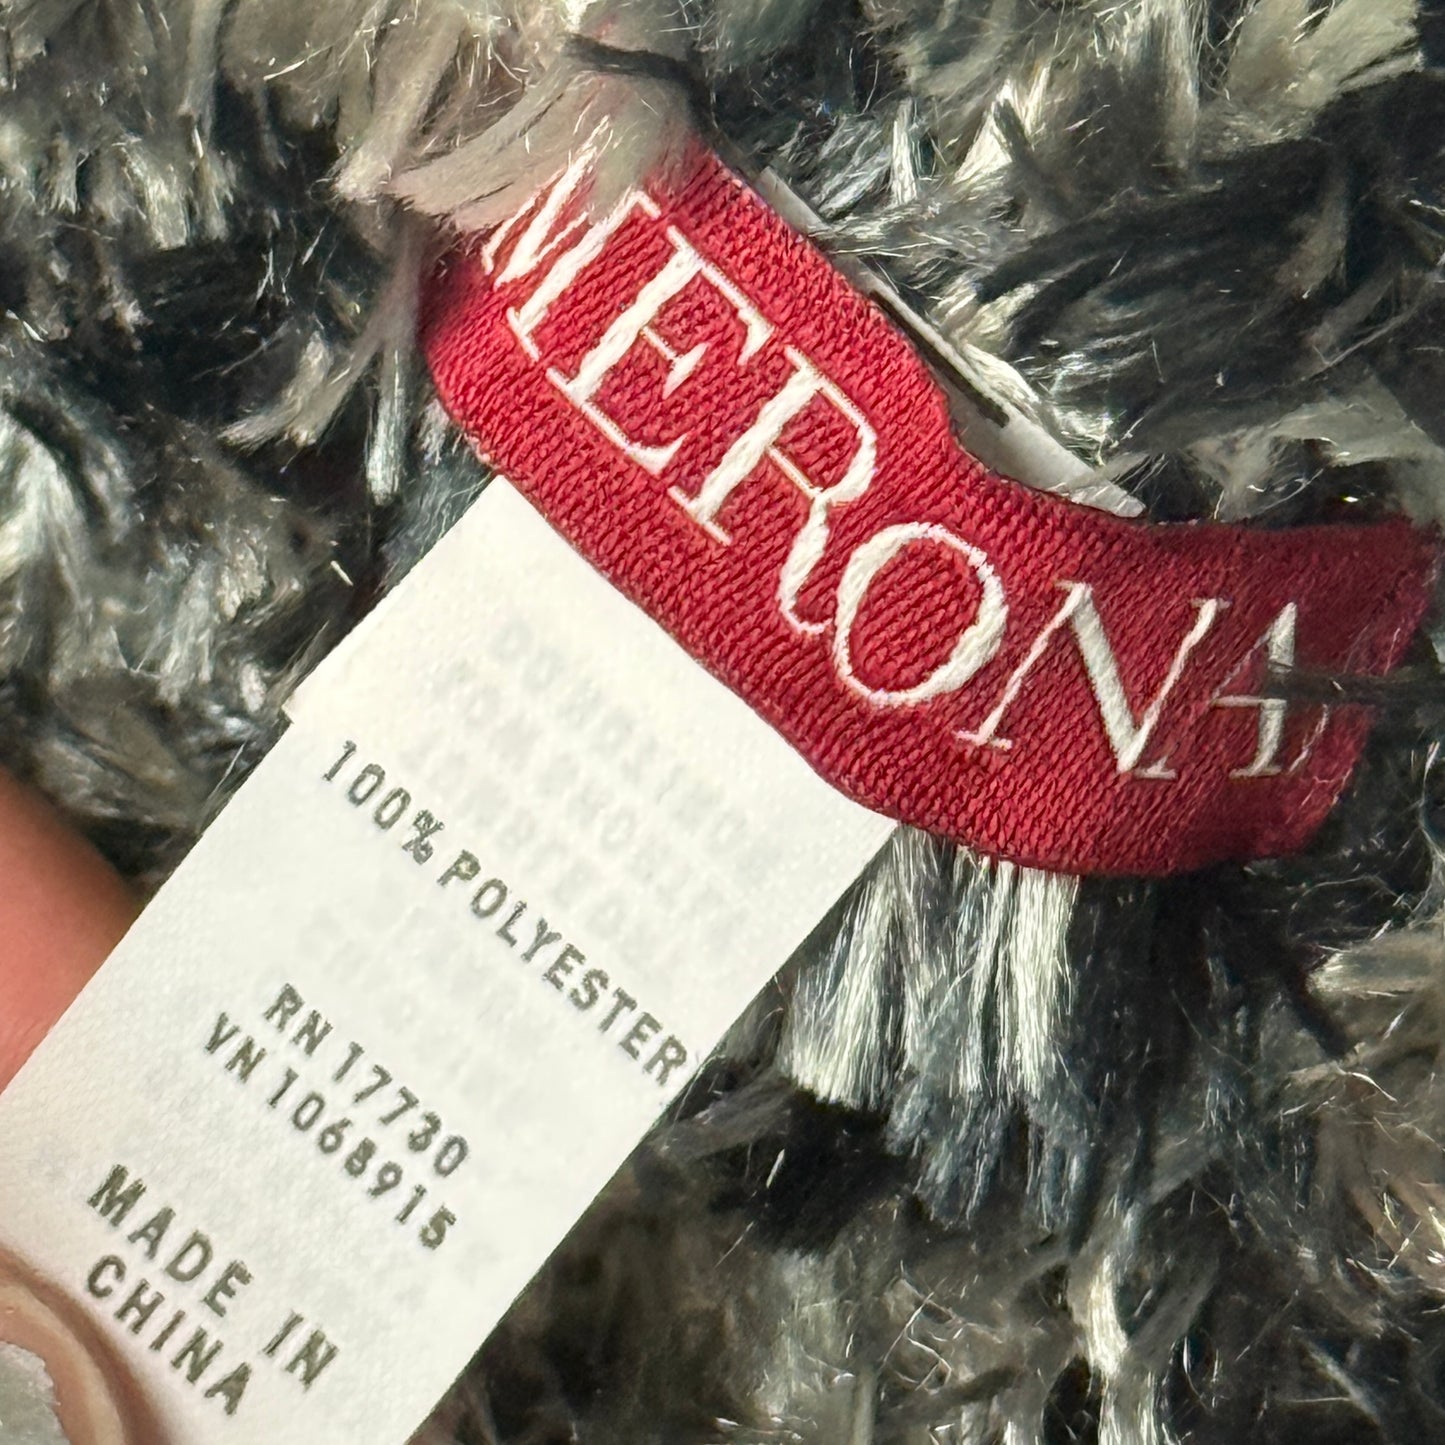 MERONA
100% POLYESTER
RN 17730
VN 1068915
MADE IN
CHINA